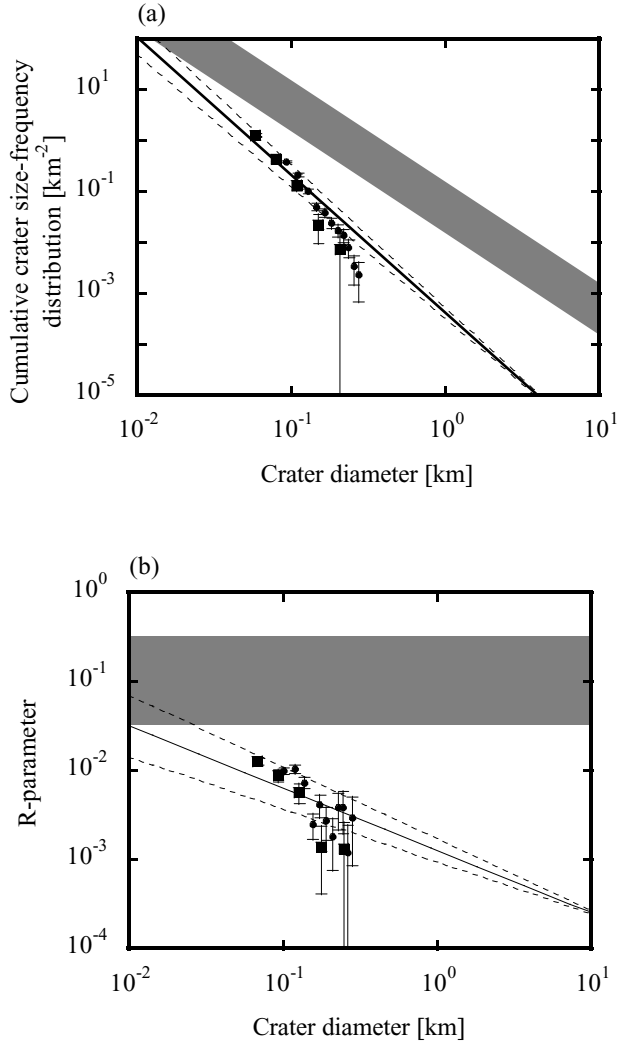 (a)
10^1
10^-1
10^-3
10^-5
Cumulative crater size-frequency
distribution [km^-2]
10^-2
10^-1
10^0
10^1
Crater diameter [km]
(b)
10^0
10^-1
10^-2
10^-3
10^-4
R-parameter
10^-2
10^-1
10^0
10^1
Crater diameter [km]